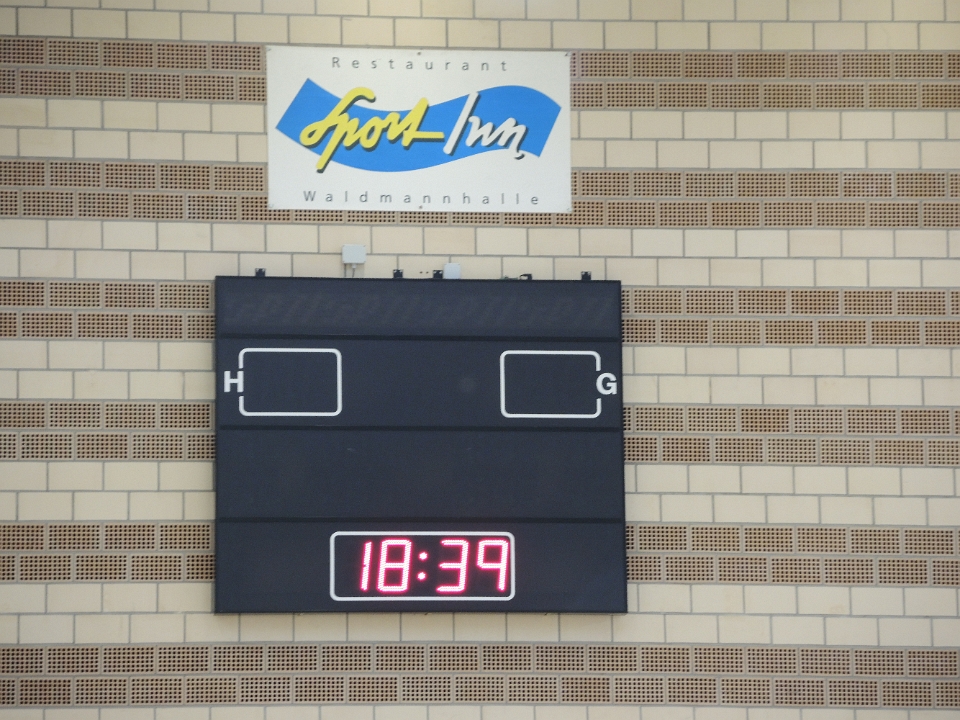 Restaurant
Sport Inn
Waldmannhalle
H G
18:39